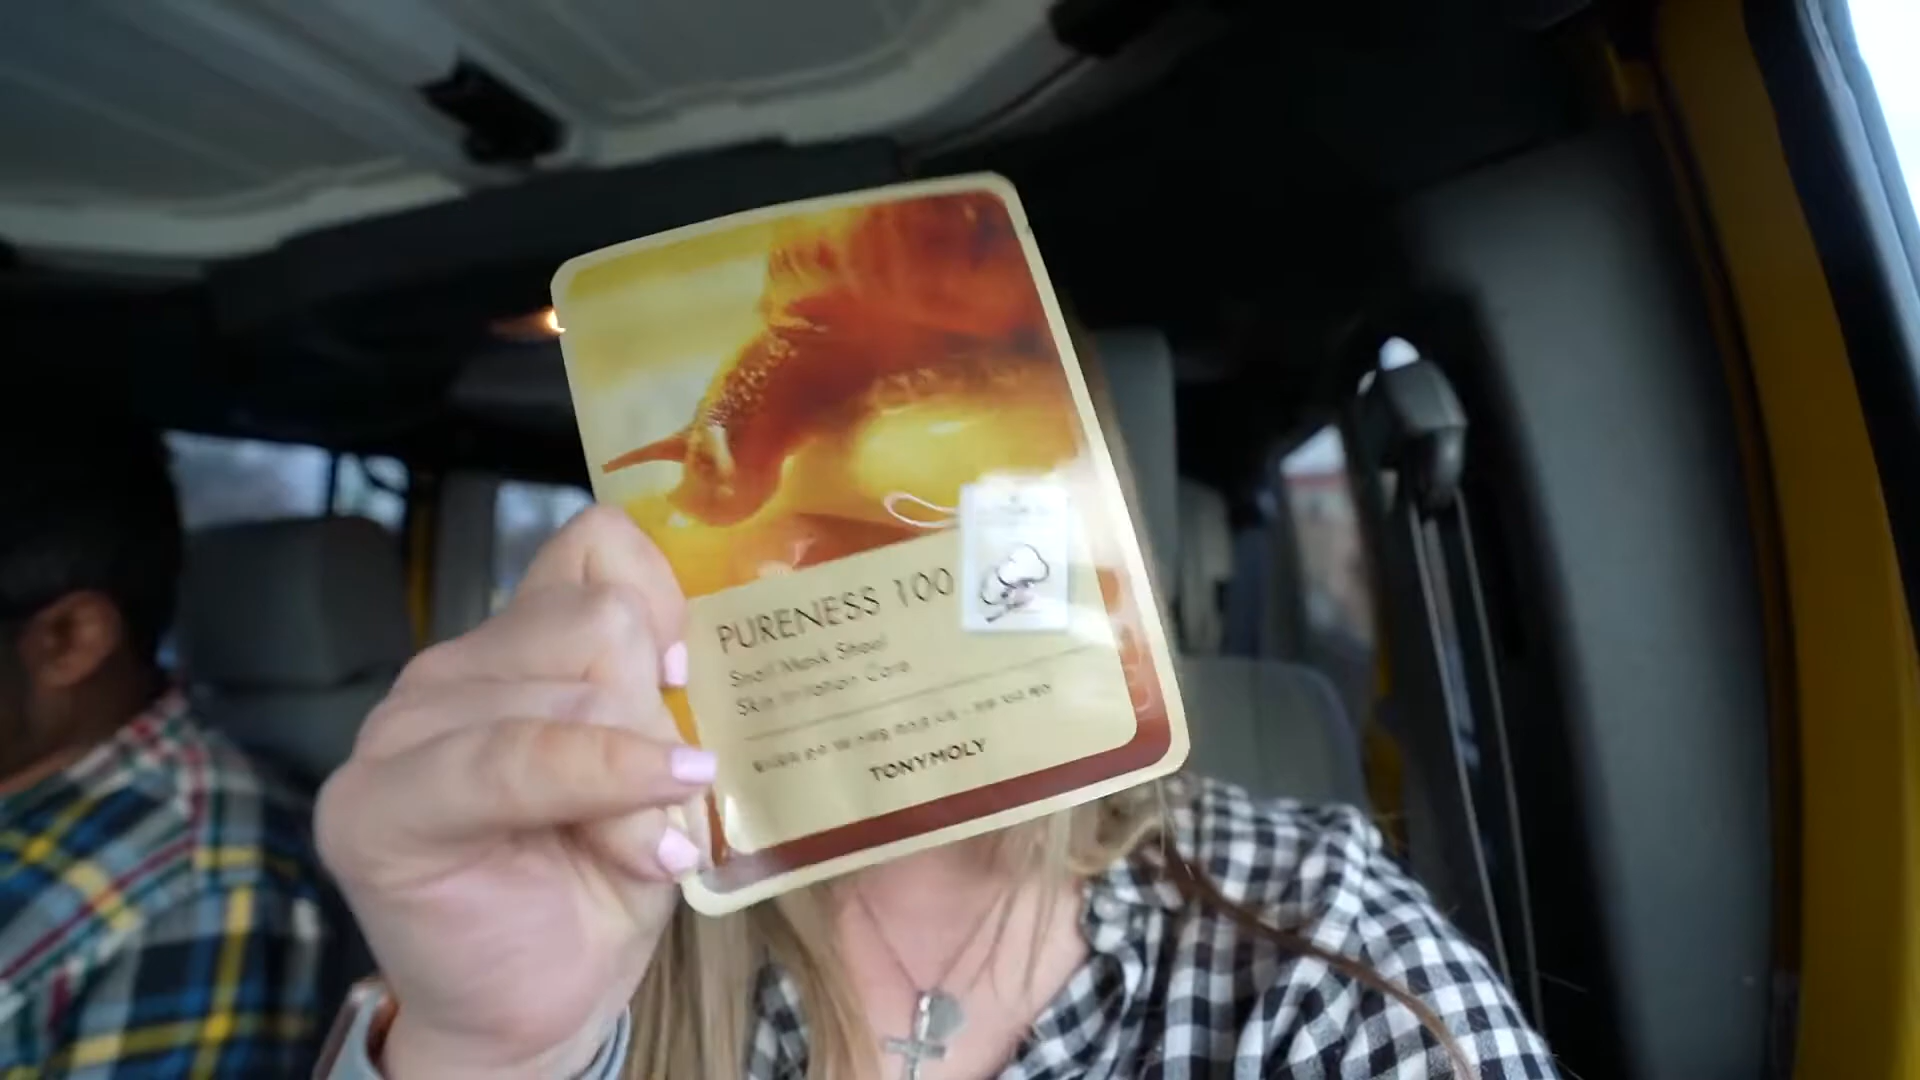 PURENESS 100
Snail Mask Sheet
Skin Irritation Care
TONYMOLY